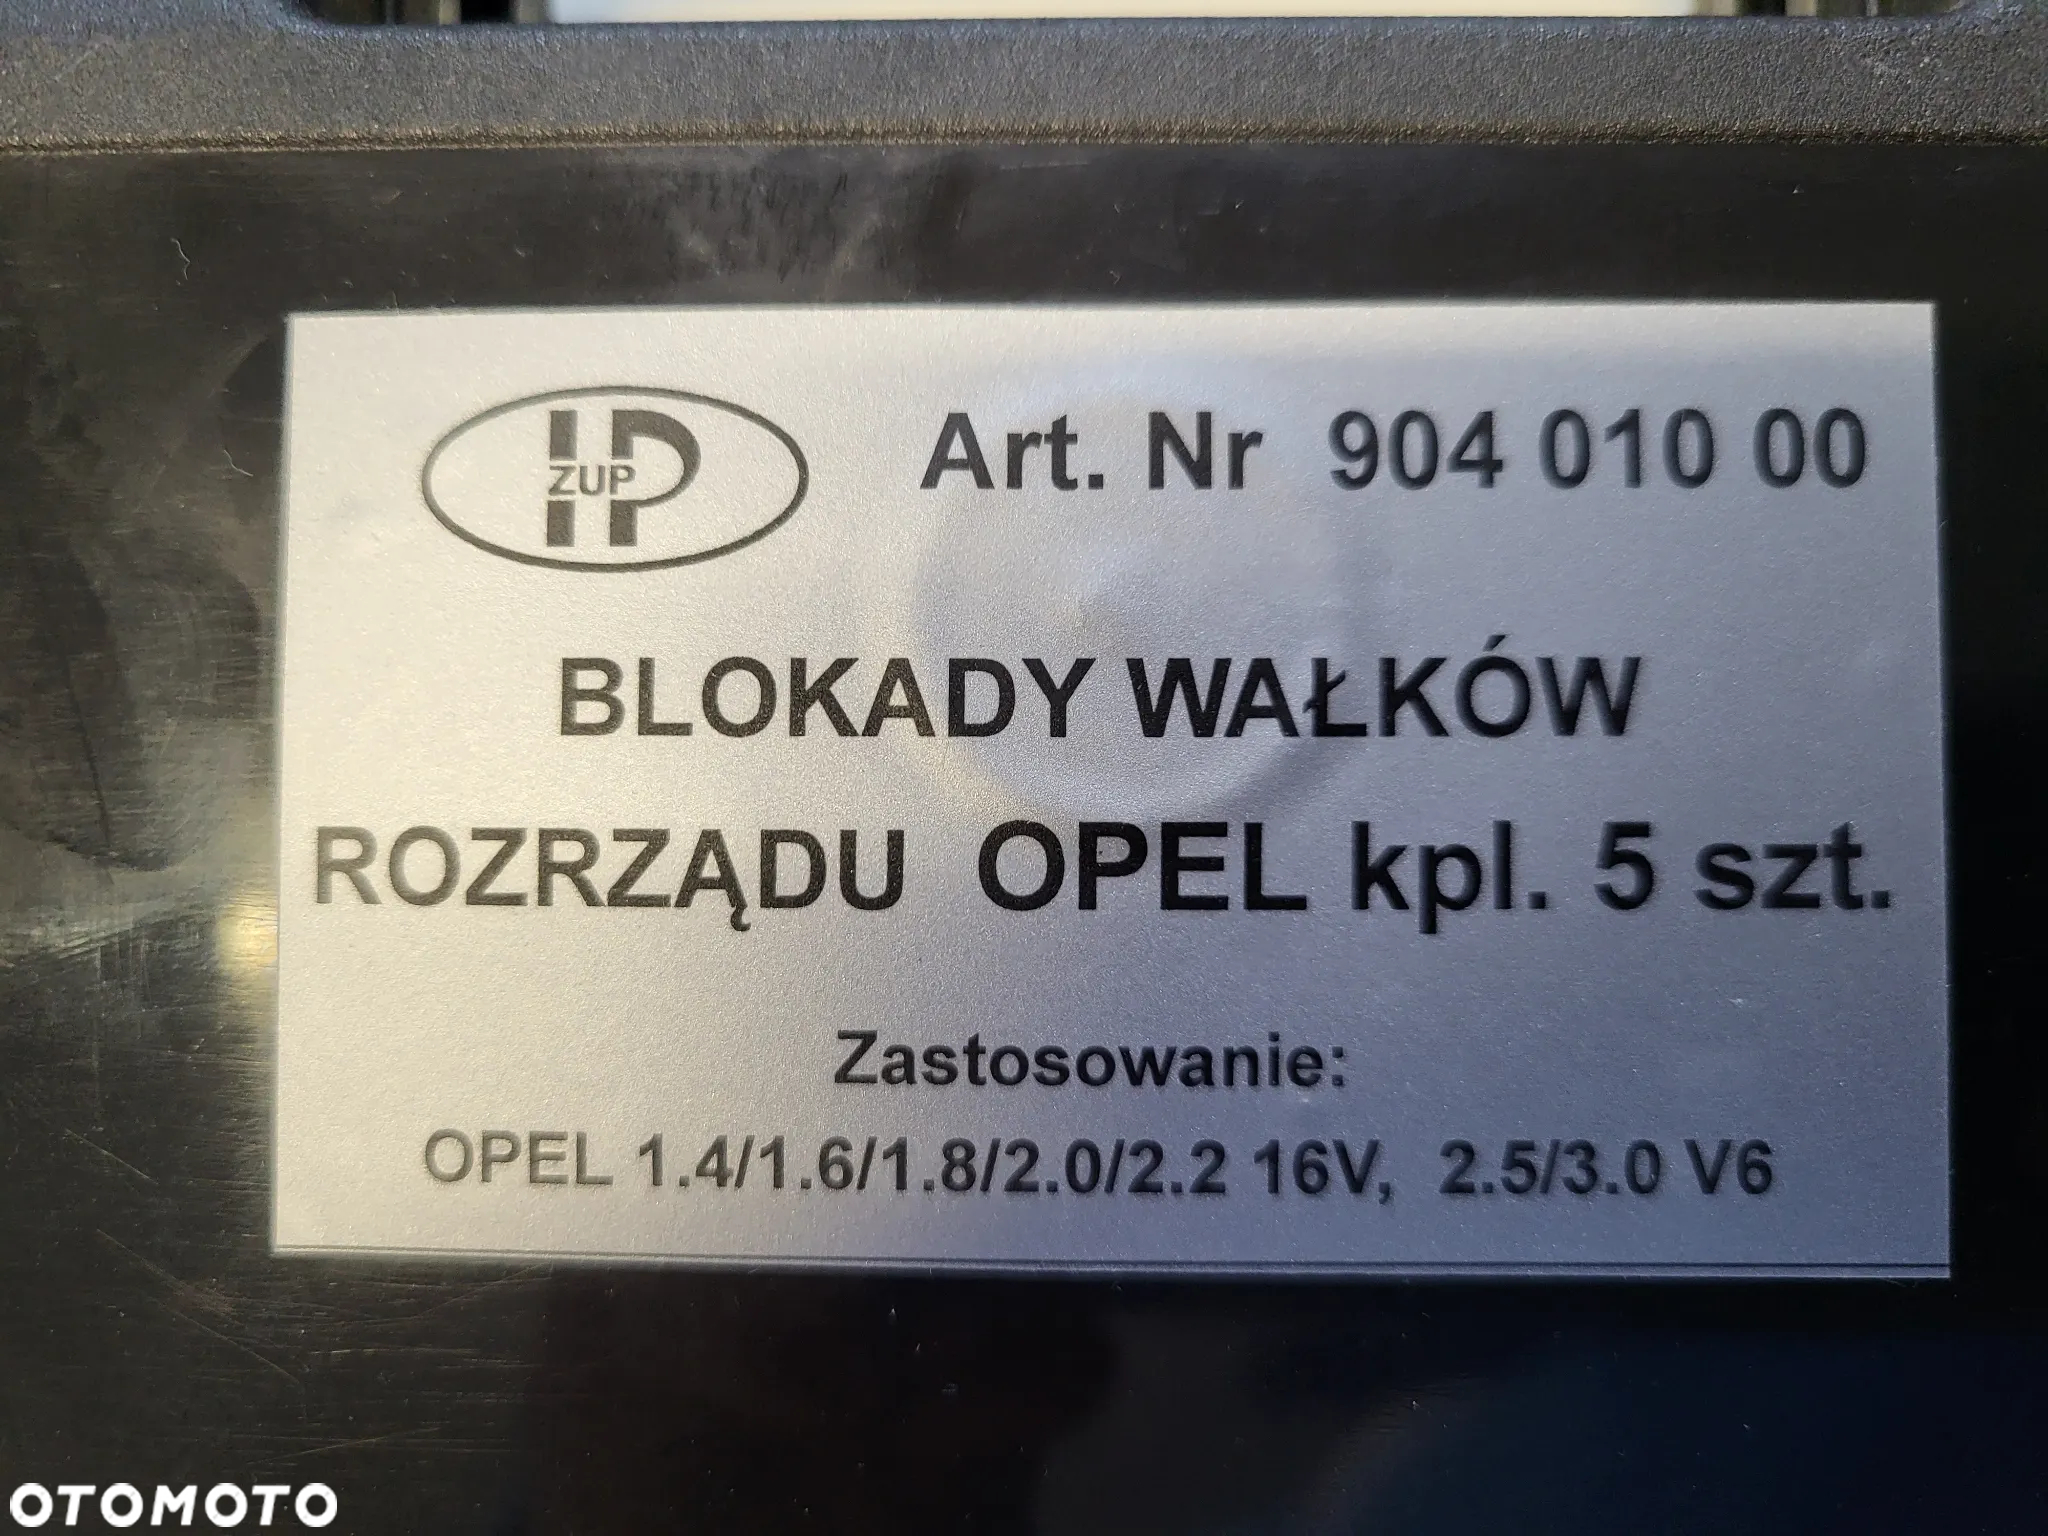 ZUP
Art. Nr 904 010 00
BLOKADY WAŁKÓW
ROZRZĄDU OPEL kpl. 5 szt.
Zastosowanie:
OPEL 1.4/1.6/1.8/2.0/2.2 16V, 2.5/3.0 V6
OTOMOTO